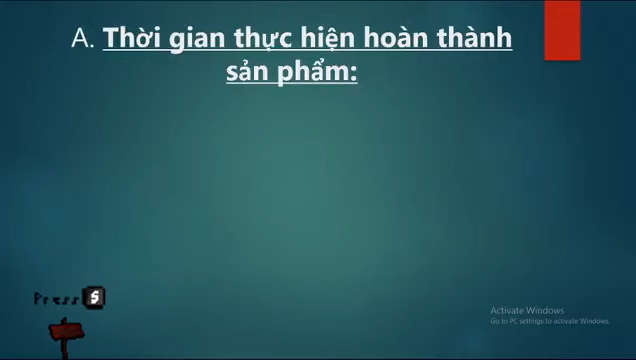 A. Thời gian thực hiện hoàn thành
sản phẩm:
Press S
Activate Windows
Go to PC settings to activate Windows.